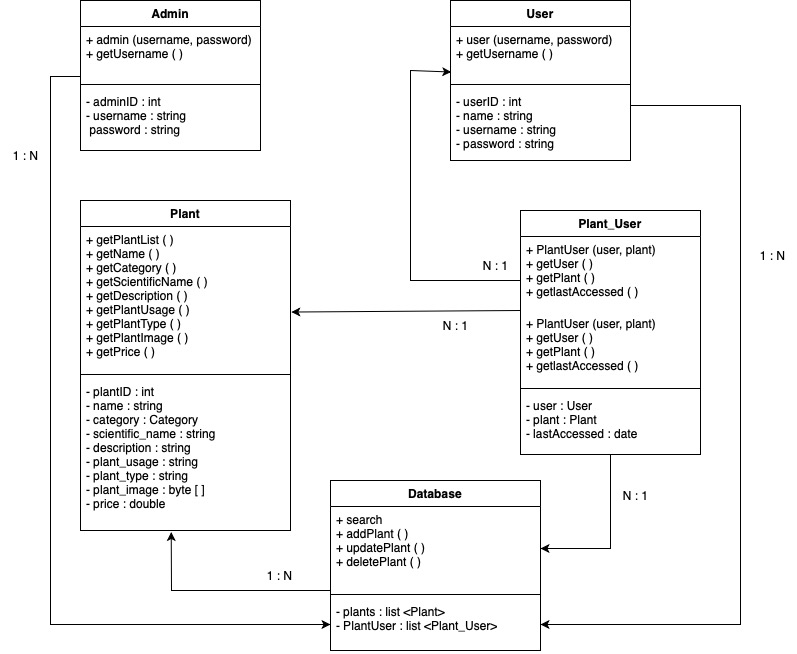 Admin
+ admin (username, password)
+ getUsername ( )
- adminID : int
- username : string
password : string
User
+ user (username, password)
+ getUsername ( )
- userID : int
- name : string
- username : string
- password : string
1 : N
Plant
+ getPlantList ( )
+ getName ( )
+ getCategory ( )
+ getScientificName ( )
+ getDescription ( )
+ getPlantUsage ( )
+ getPlantType ( )
+ getPlantImage ( )
+ getPrice ( )
- plantID : int
- name : string
- category : Category
- scientific_name : string
- description : string
- plant_usage : string
- plant_type : string
- plant_image : byte [ ]
- price : double
Plant_User
+ PlantUser (user, plant)
+ getUser ( )
+ getPlant ( )
+ getlastAccessed ( )
+ PlantUser (user, plant)
+ getUser ( )
+ getPlant ( )
+ getlastAccessed ( )
- user : User
- plant : Plant
- lastAccessed : date
1 : N
N : 1
N : 1
N : 1
Database
+ search
+ addPlant ( )
+ updatePlant ( )
+ deletePlant ( )
- plants : list <Plant>
- PlantUser : list <Plant_User>
1 : N